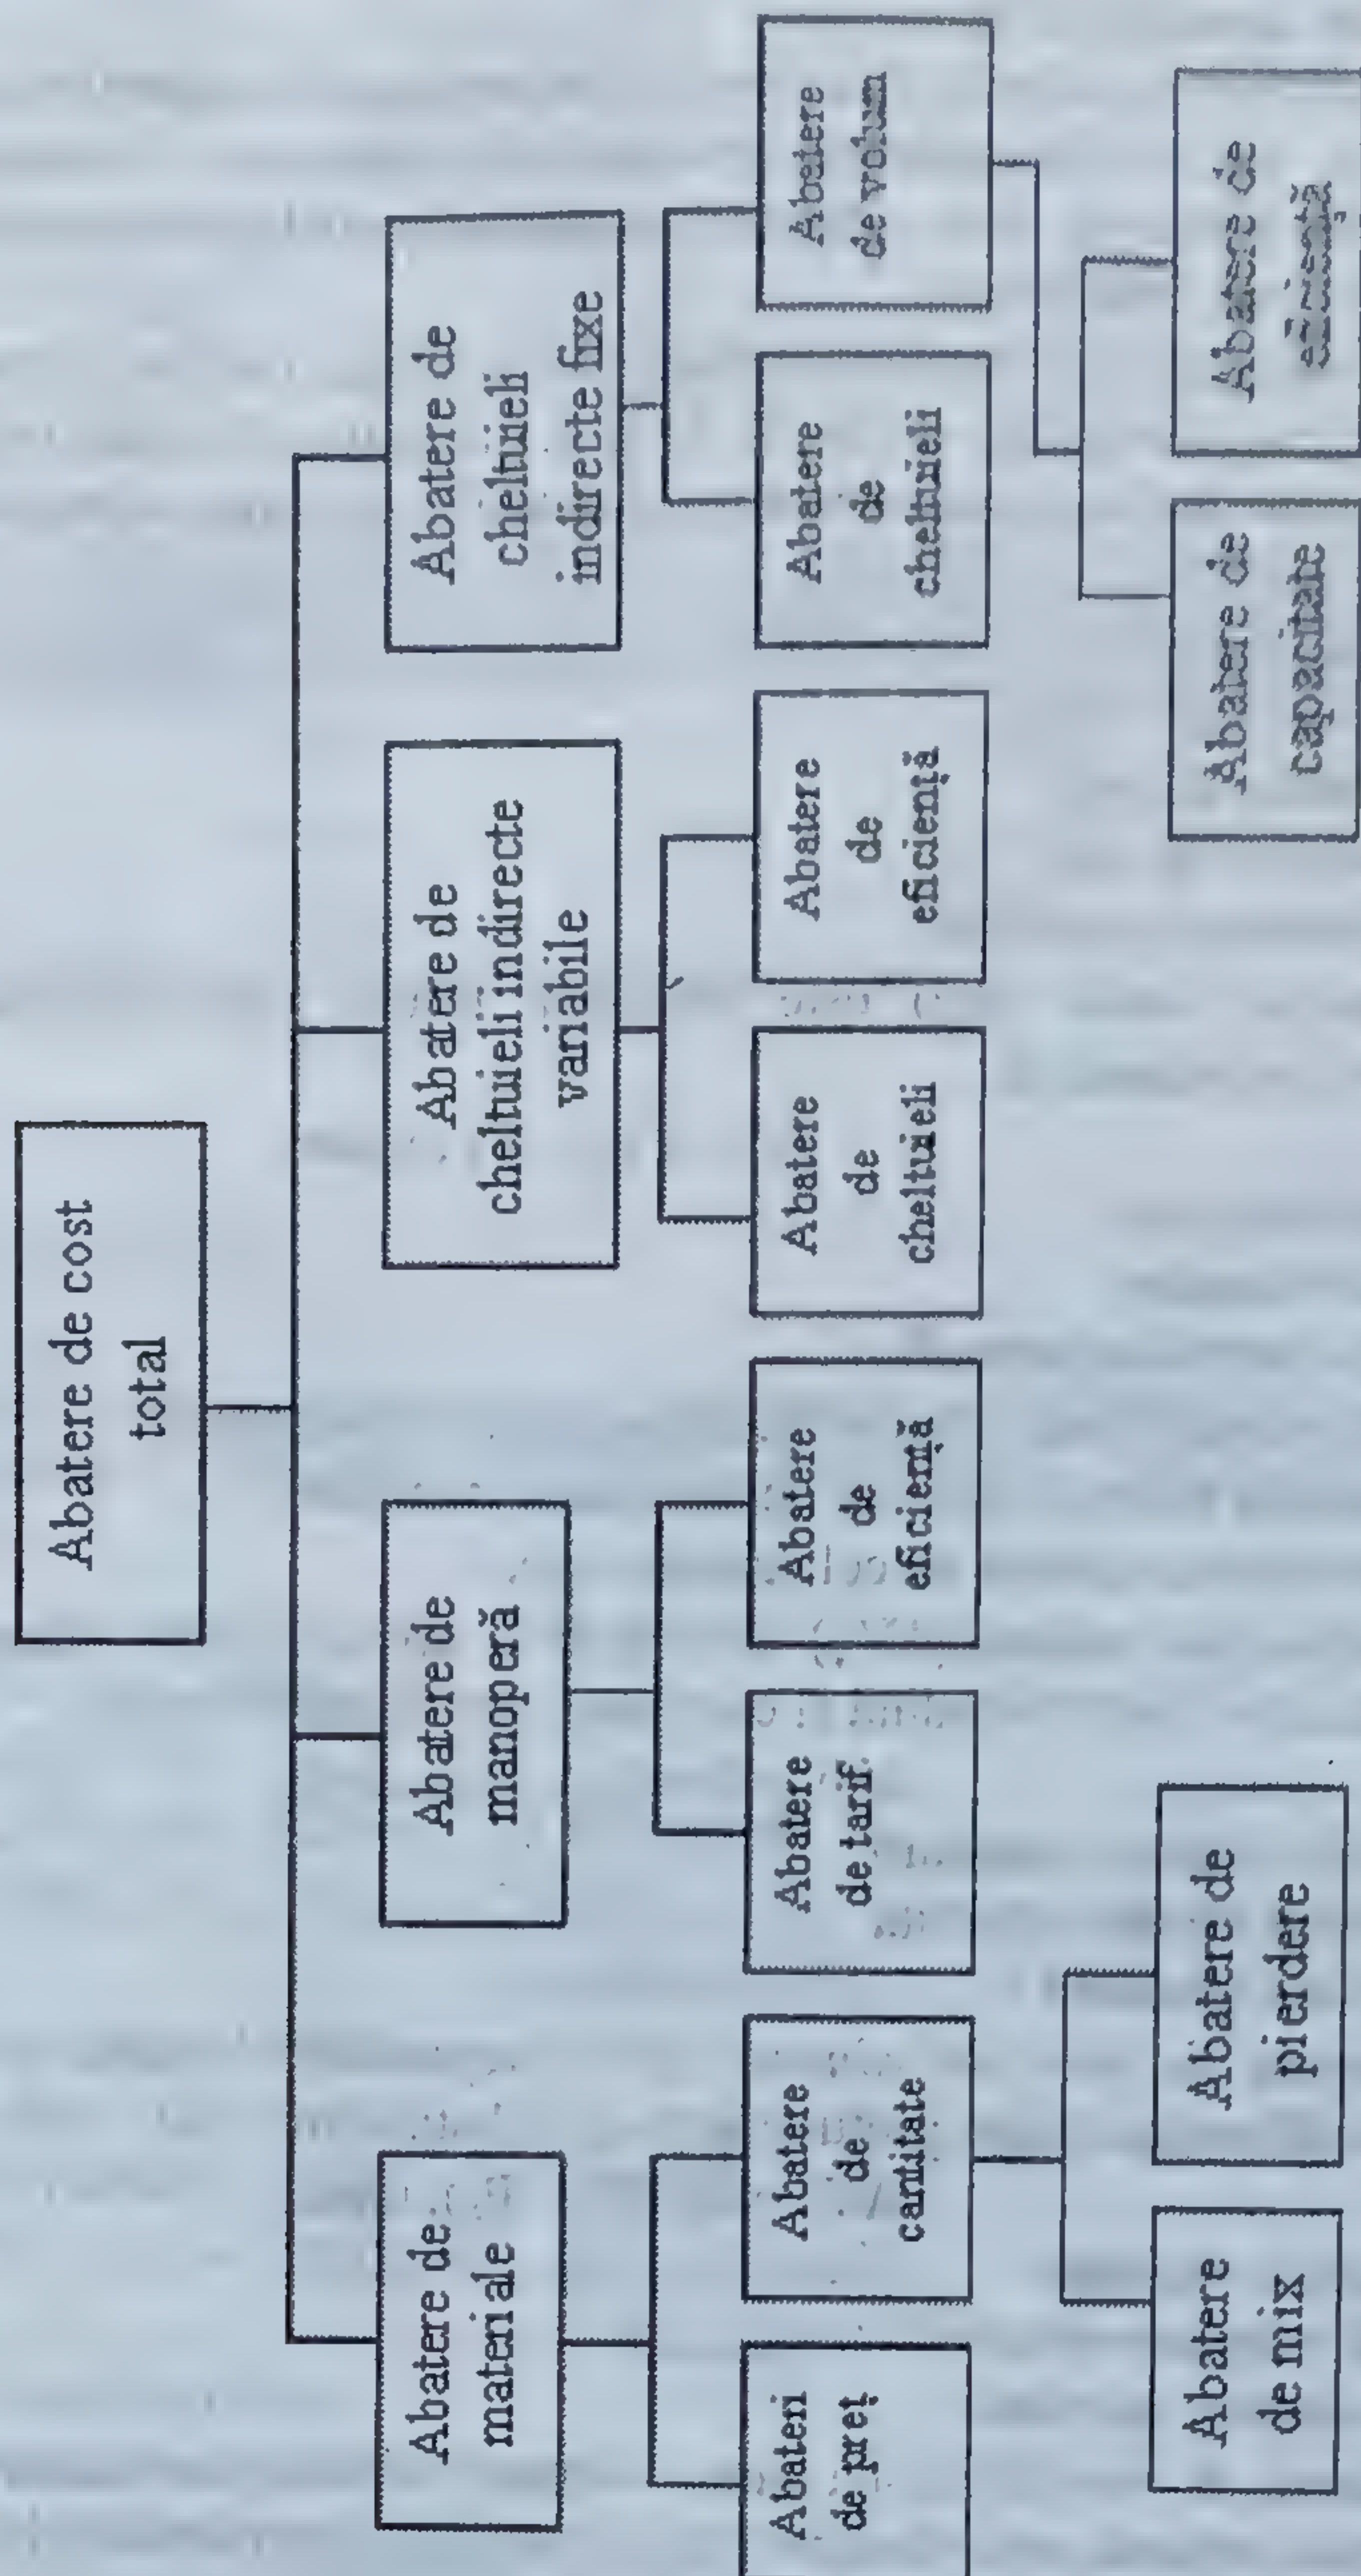 Abatere de cost
total
Abatere de
materiale
Abatere de
manoperă
Abatere de
cheltuieli indirecte
variabile
Abatere de
cheltuieli
indirecte fixe
Abateri
de preț
Abatere
de
cantitate
Abatere
de tarif
Abatere
de
eficiență
Abatere
de
cheltuieli
Abatere
de
eficiență
Abatere
de
cheltuieli
Abatere
de volum
Abatere
de mix
Abatere de
pierdere
Abatere de
capacitate
Abatere de
eficiență